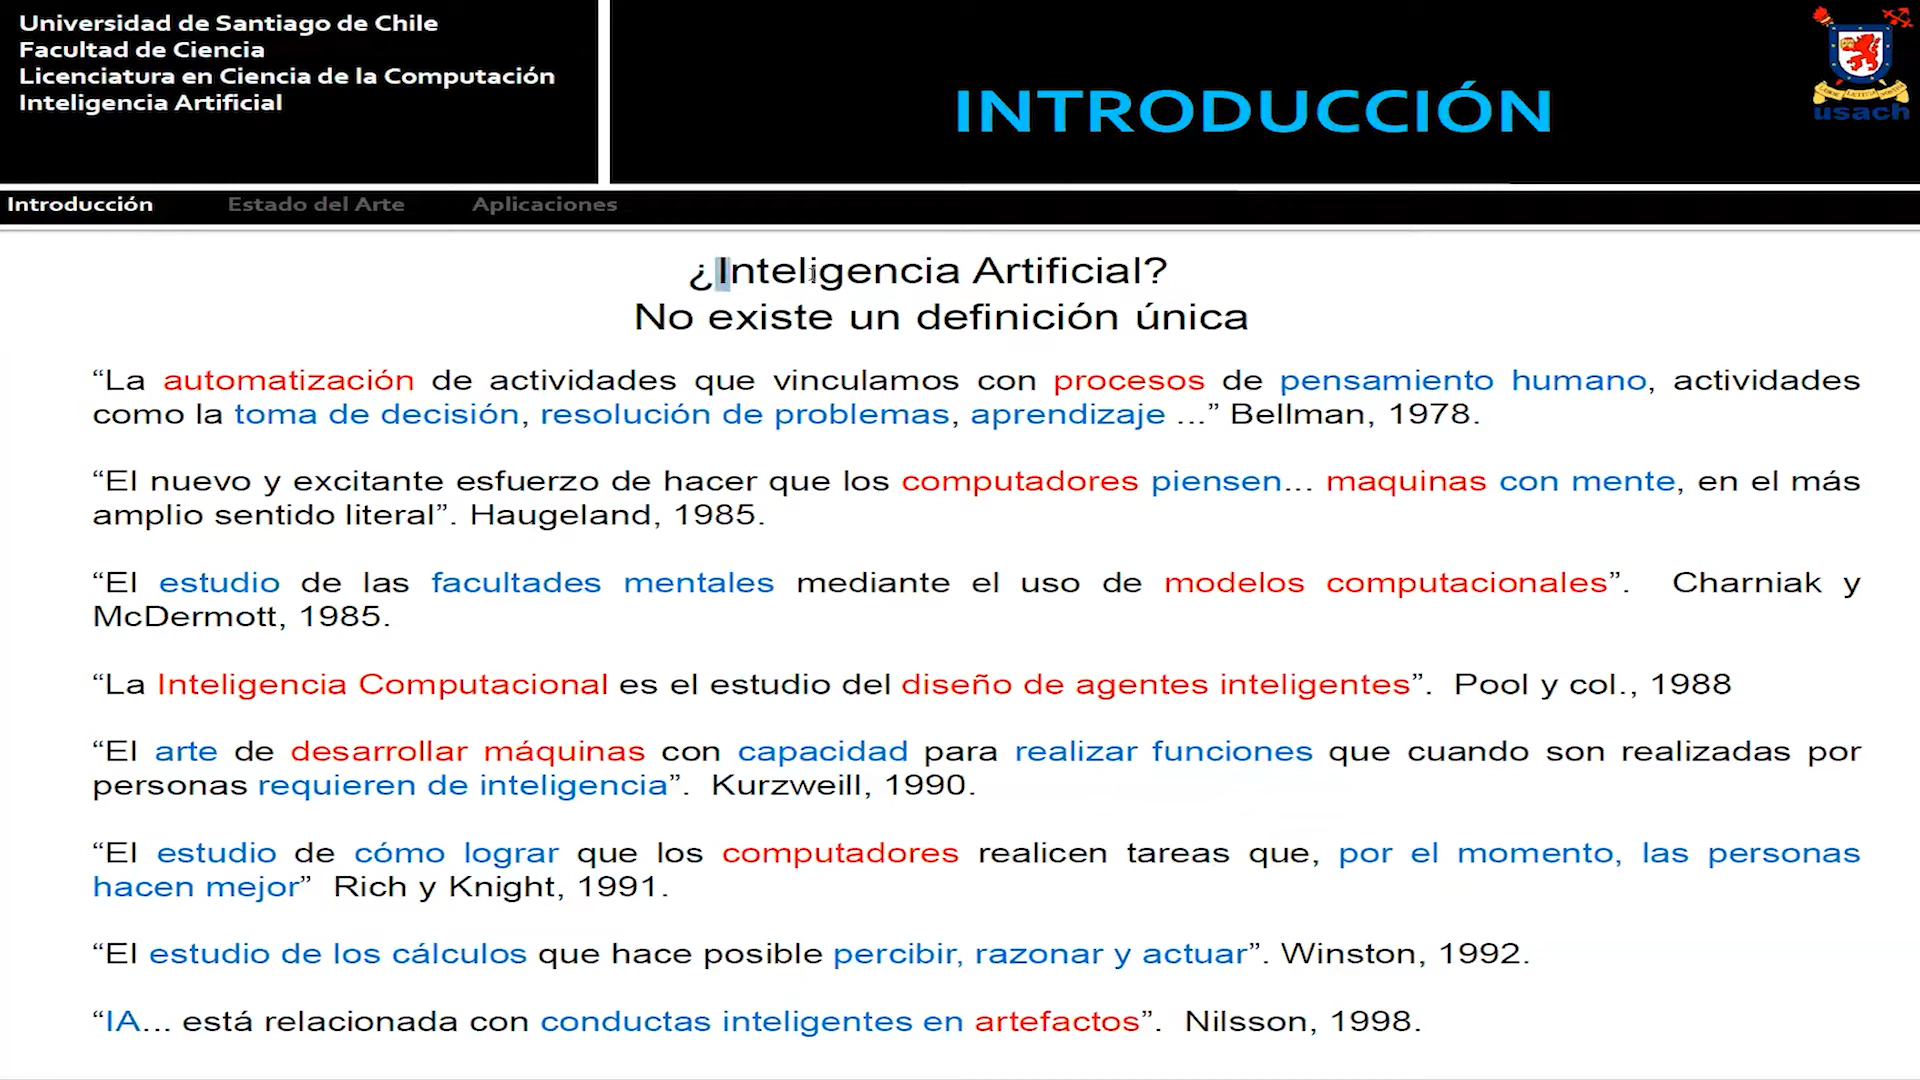 Universidad de Santiago de Chile
Facultad de Ciencia
Licenciatura en Ciencia de la Computación
Inteligencia Artificial
INTRODUCCIÓN
usach
Introducción Estado del Arte Aplicaciones
¿Inteligencia Artificial?
No existe un definición única
“La automatización de actividades que vinculamos con procesos de pensamiento humano, actividades
como la toma de decisión, resolución de problemas, aprendizaje ...” Bellman, 1978.
“El nuevo y excitante esfuerzo de hacer que los computadores piensen... maquinas con mente, en el más
amplio sentido literal”. Haugeland, 1985.
“El estudio de las facultades mentales mediante el uso de modelos computacionales”. Charniak y
McDermott, 1985.
“La Inteligencia Computacional es el estudio del diseño de agentes inteligentes”. Pool y col., 1988
“El arte de desarrollar máquinas con capacidad para realizar funciones que cuando son realizadas por
personas requieren de inteligencia”. Kurzweill, 1990.
“El estudio de cómo lograr que los computadores realicen tareas que, por el momento, las personas
hacen mejor” Rich y Knight, 1991.
“El estudio de los cálculos que hace posible percibir, razonar y actuar”. Winston, 1992.
“IA... está relacionada con conductas inteligentes en artefactos”. Nilsson, 1998.